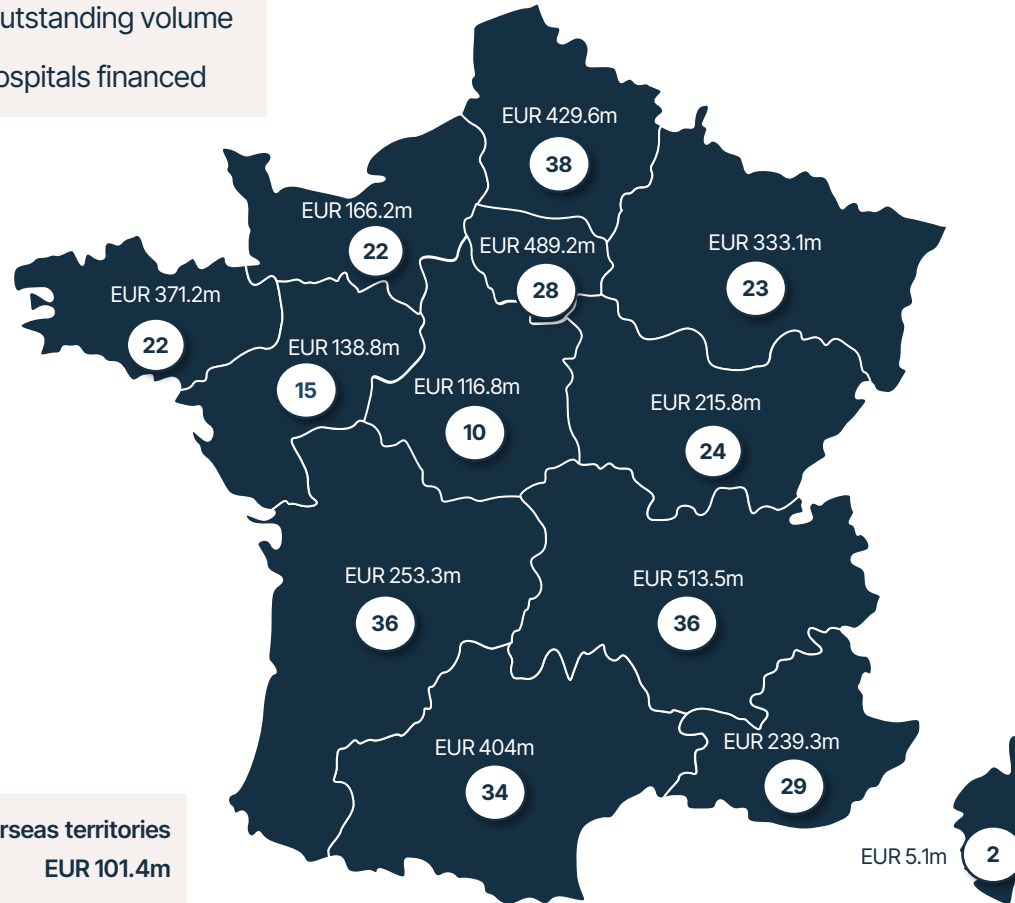 utstanding volume
ospitals financed
EUR 429.6m
38
EUR 166.2m
22
EUR 489.2m
28
EUR 333.1m
23
EUR 371.2m
22
EUR 138.8m
15
EUR 116.8m
10
EUR 215.8m
24
EUR 253.3m
36
EUR 513.5m
36
EUR 404m
34
EUR 239.3m
29
EUR 5.1m
2
rseas territories
EUR 101.4m